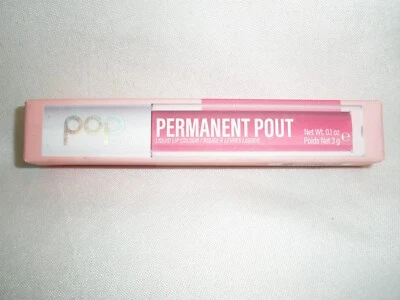 pop
PERMANENT POUT
LIQUID LIP COLOUR / ROUGE À LÈVRES LIQUIDE
Net Wt. 0.1 oz
Poids Net 3 g e